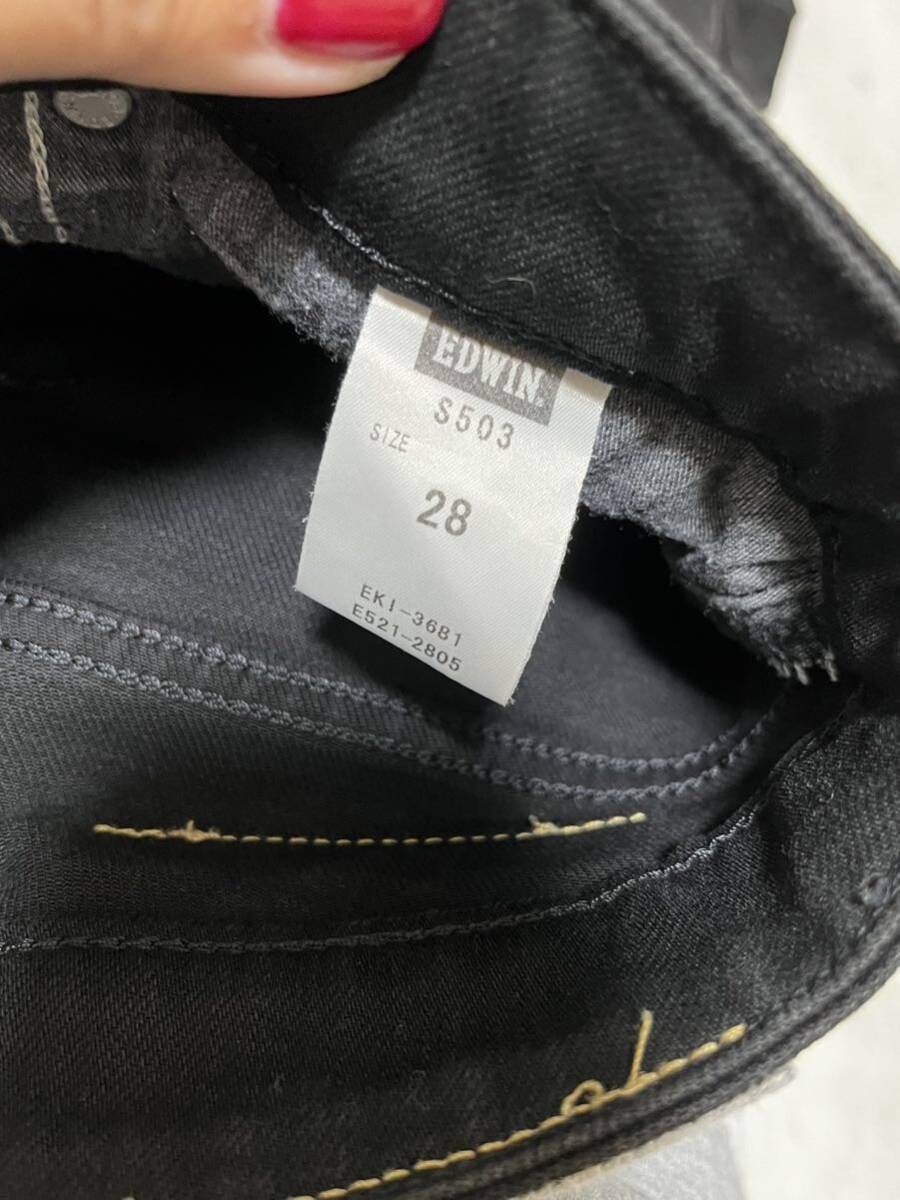 EDWIN
S503
SIZE
28
EKI-3681
E521-2805